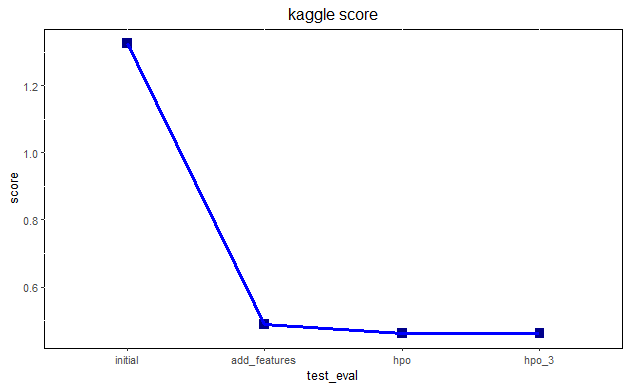 kaggle score
score
1.2
1.0
0.8
0.6
initial add_features hpo hpo_3
test_eval